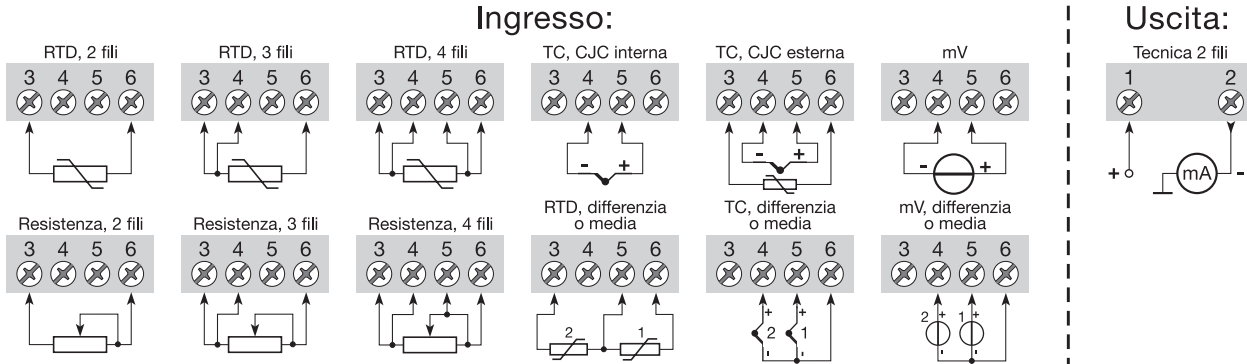 Ingresso:
Uscita:
RTD, 2 fili
RTD, 3 fili
RTD, 4 fili
TC, CJC interna
TC, CJC esterna
mV
Tecnica 2 fili
3 4 5 6
3 4 5 6
3 4 5 6
3 4 5 6
3 4 5 6
3 4 5 6
1 2
- +
- +
- +
+ mA -
Resistenza, 2 fili
Resistenza, 3 fili
Resistenza, 4 fili
RTD, differenzia
o media
TC, differenzia
o media
mV, differenzia
o media
3 4 5 6
3 4 5 6
3 4 5 6
3 4 5 6
3 4 5 6
3 4 5 6
2 1
+ +
2 1
- -
2 + 1 +
- -